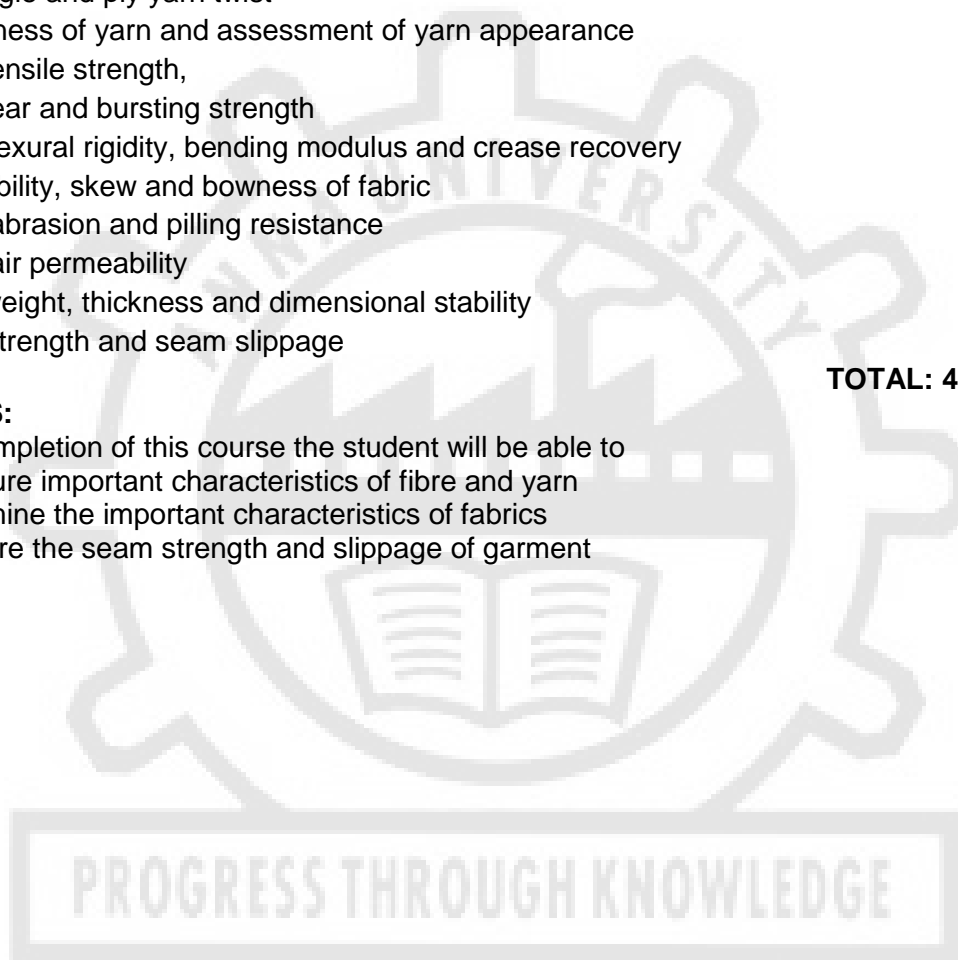 gle and ply yarn twist
ness of yarn and assessment of yarn appearance
ensile strength,
ear and bursting strength
exural rigidity, bending modulus and crease recovery
bility, skew and bowness of fabric
abrasion and pilling resistance
air permeability
eight, thickness and dimensional stability
trength and seam slippage
TOTAL: 4
S:
mpletion of this course the student will be able to
ure important characteristics of fibre and yarn
nine the important characteristics of fabrics
re the seam strength and slippage of garment
ANNA UNIVERSITY
PROGRESS THROUGH KNOWLEDGE